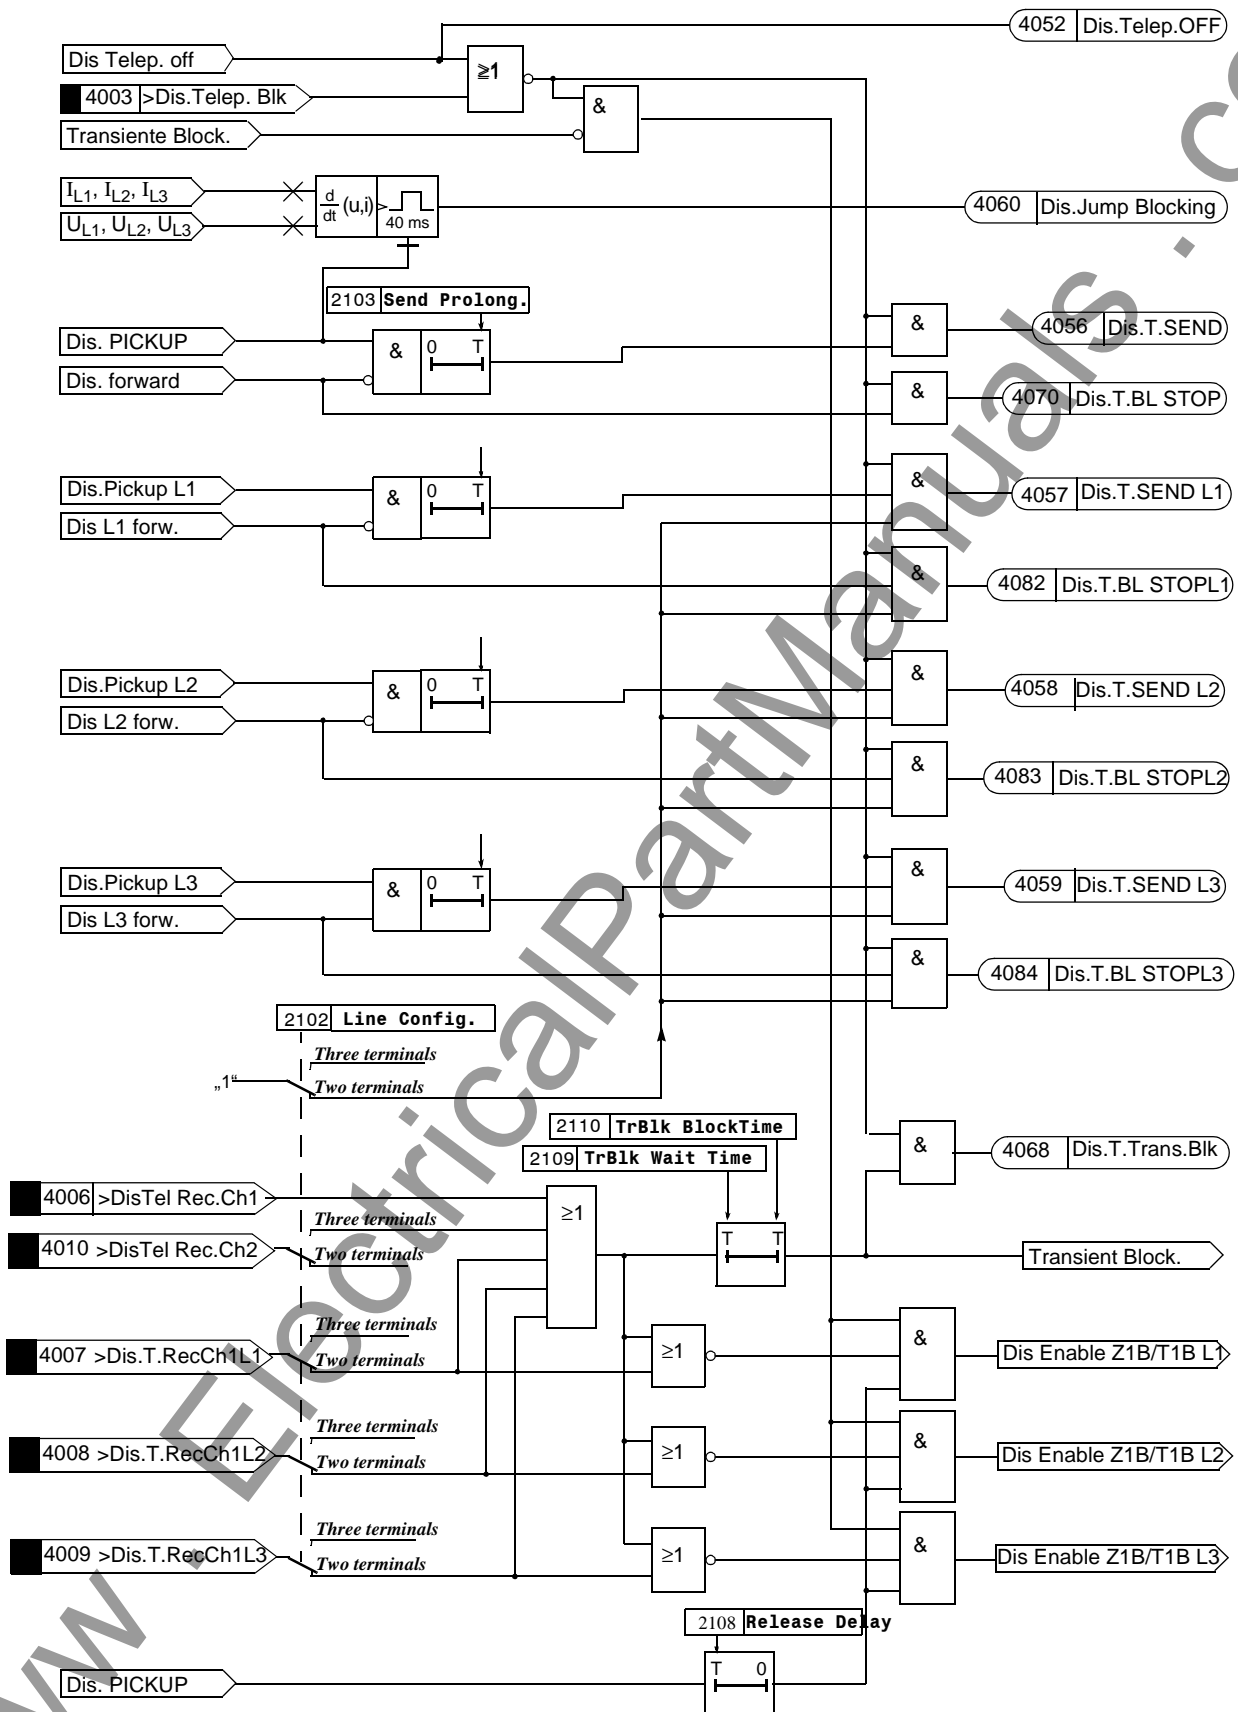 4052 Dis.Telep.OFF
Dis Telep. off
≥1
4003 >Dis.Telep. Blk
&
Transiente Block.
IL1, IL2, IL3
d/dt (u,i)
40 ms
4060 Dis.Jump Blocking
UL1, UL2, UL3
2103 Send Prolong.
Dis. PICKUP
& 0 T
&
4056 Dis.T.SEND
Dis. forward
&
4070 Dis.T.BL STOP
Dis.Pickup L1
& 0 T
&
4057 Dis.T.SEND L1
Dis L1 forw.
&
4082 Dis.T.BL STOPL1
Dis.Pickup L2
& 0 T
&
4058 Dis.T.SEND L2
Dis L2 forw.
&
4083 Dis.T.BL STOPL2
Dis.Pickup L3
& 0 T
&
4059 Dis.T.SEND L3
Dis L3 forw.
&
4084 Dis.T.BL STOPL3
2102 Line Config.
Three terminals
„1“
Two terminals
2110 TrBlk BlockTime
2109 TrBlk Wait Time
&
4068 Dis.T.Trans.Blk
4006 >DisTel Rec.Ch1
≥1
Three terminals
4010 >DisTel Rec.Ch2
Two terminals
T T
Transient Block.
Three terminals
4007 >Dis.T.RecCh1L1
Two terminals
≥1
&
Dis Enable Z1B/T1B L1
Three terminals
4008 >Dis.T.RecCh1L2
Two terminals
≥1
&
Dis Enable Z1B/T1B L2
Three terminals
4009 >Dis.T.RecCh1L3
Two terminals
≥1
&
Dis Enable Z1B/T1B L3
2108 Release Delay
Dis. PICKUP
T 0
www . ElectricalPartManuals . co